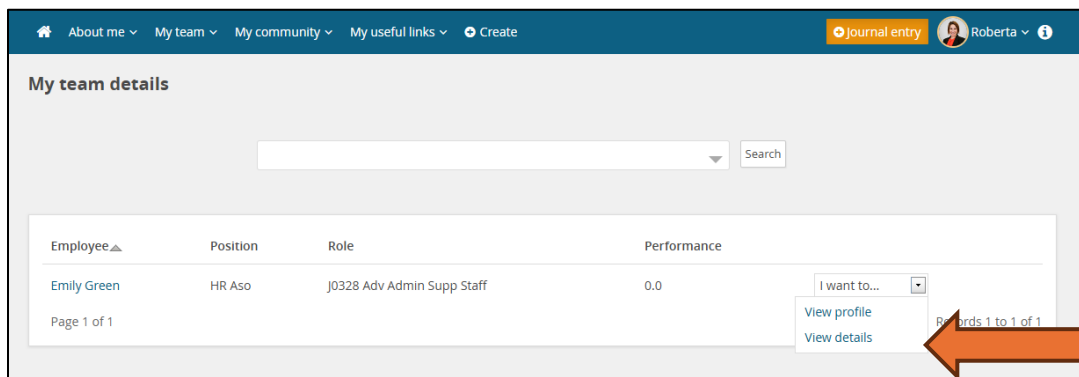 About me My team My community My useful links Create Journal entry Roberta
My team details
Search
Employee Position Role Performance
Emily Green HR Aso J0328 Adv Admin Supp Staff 0.0 I want to...
View profile
Page 1 of 1 Records 1 to 1 of 1
View details